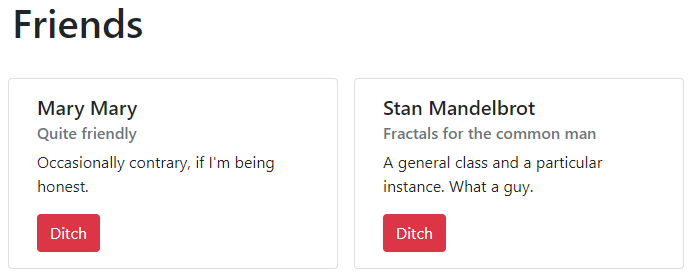 Friends
Mary Mary
Quite friendly
Occasionally contrary, if I'm being
honest.
Ditch
Stan Mandelbrot
Fractals for the common man
A general class and a particular
instance. What a guy.
Ditch